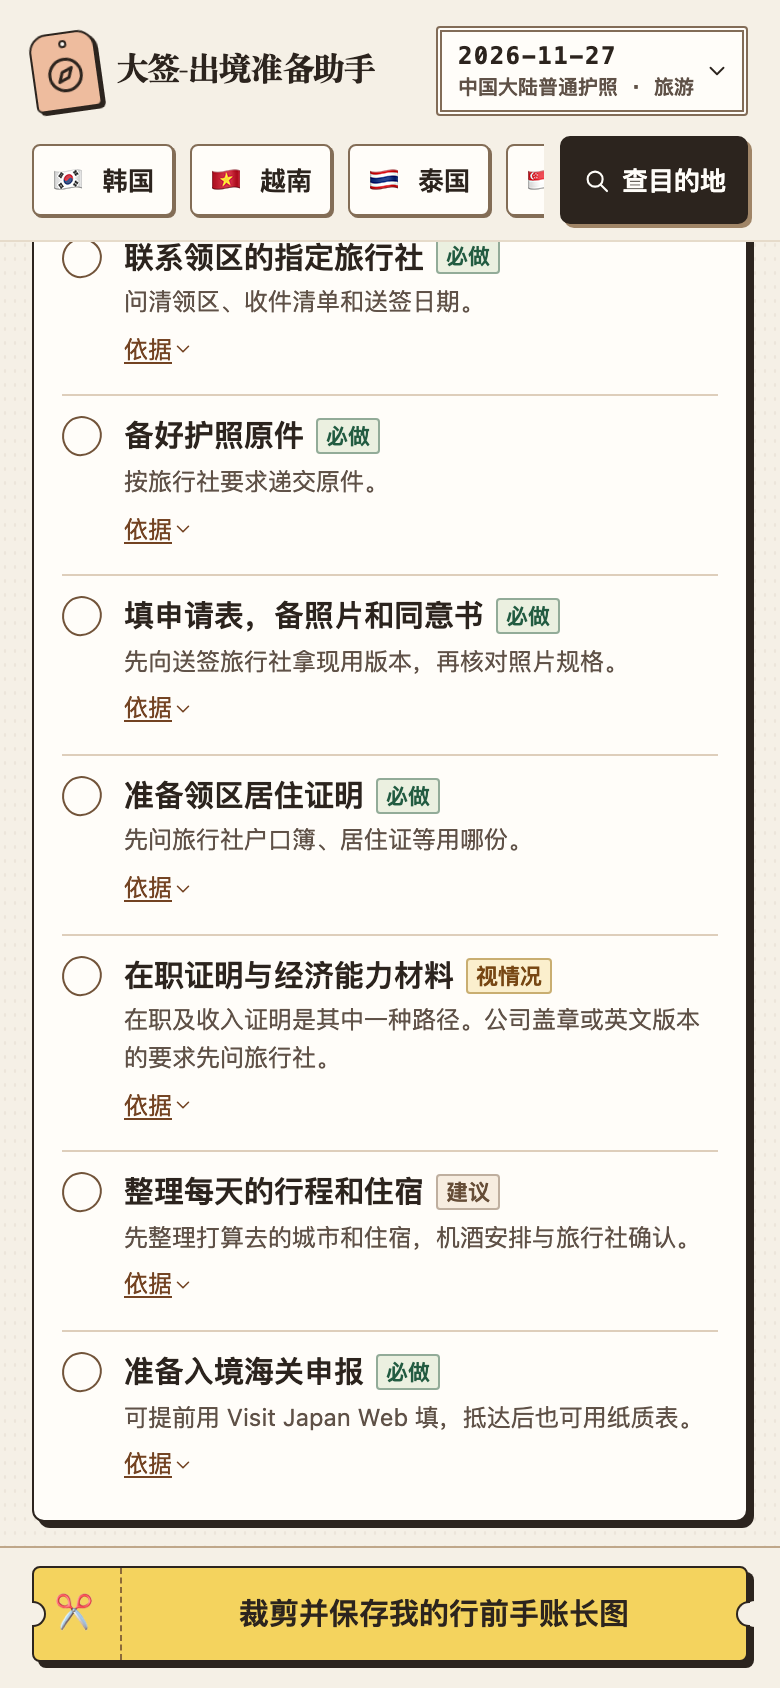 大签-出境准备助手
2026-11-27
中国大陆普通护照 · 旅游
韩国
越南
泰国
查目的地
联系领区的指定旅行社 必做
问清领区、收件清单和送签日期。
依据
备好护照原件 必做
按旅行社要求递交原件。
依据
填申请表，备照片和同意书 必做
先向送签旅行社拿现用版本，再核对照片规格。
依据
准备领区居住证明 必做
先问旅行社户口簿、居住证等用哪份。
依据
在职证明与经济能力材料 视情况
在职及收入证明是其中一种路径。公司盖章或英文版本
的要求先问旅行社。
依据
整理每天的行程和住宿 建议
先整理打算去的城市和住宿，机酒安排与旅行社确认。
依据
准备入境海关申报 必做
可提前用 Visit Japan Web 填，抵达后也可用纸质表。
依据
裁剪并保存我的行前手账长图